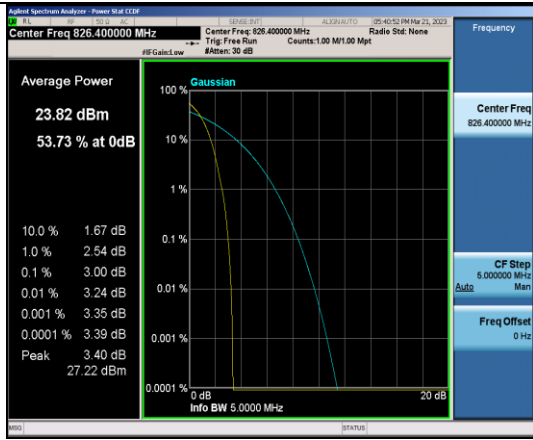 Agilent Spectrum Analyzer - Power Stat CCDF
RL RF 50 Ω AC SENSE:INT ALIGNAUTO 05:40:52 PM Mar 21, 2023
Center Freq 826.400000 MHz
Center Freq: 826.400000 MHz Radio Std: None
Trig: Free Run Counts:1.00 M/1.00 Mpt
#IFGain:Low #Atten: 30 dB
Frequency
Average Power
23.82 dBm
53.73 % at 0dB
10.0 % 1.67 dB
1.0 % 2.54 dB
0.1 % 3.00 dB
0.01 % 3.24 dB
0.001 % 3.35 dB
0.0001 % 3.39 dB
Peak 3.40 dB
27.22 dBm
Gaussian
100 %
10 %
1 %
0.1 %
0.01 %
0.001 %
0.0001 %
0 dB 20 dB
Info BW 5.0000 MHz
Center Freq
826.400000 MHz
CF Step
5.000000 MHz
Auto Man
Freq Offset
0 Hz
MSG STATUS